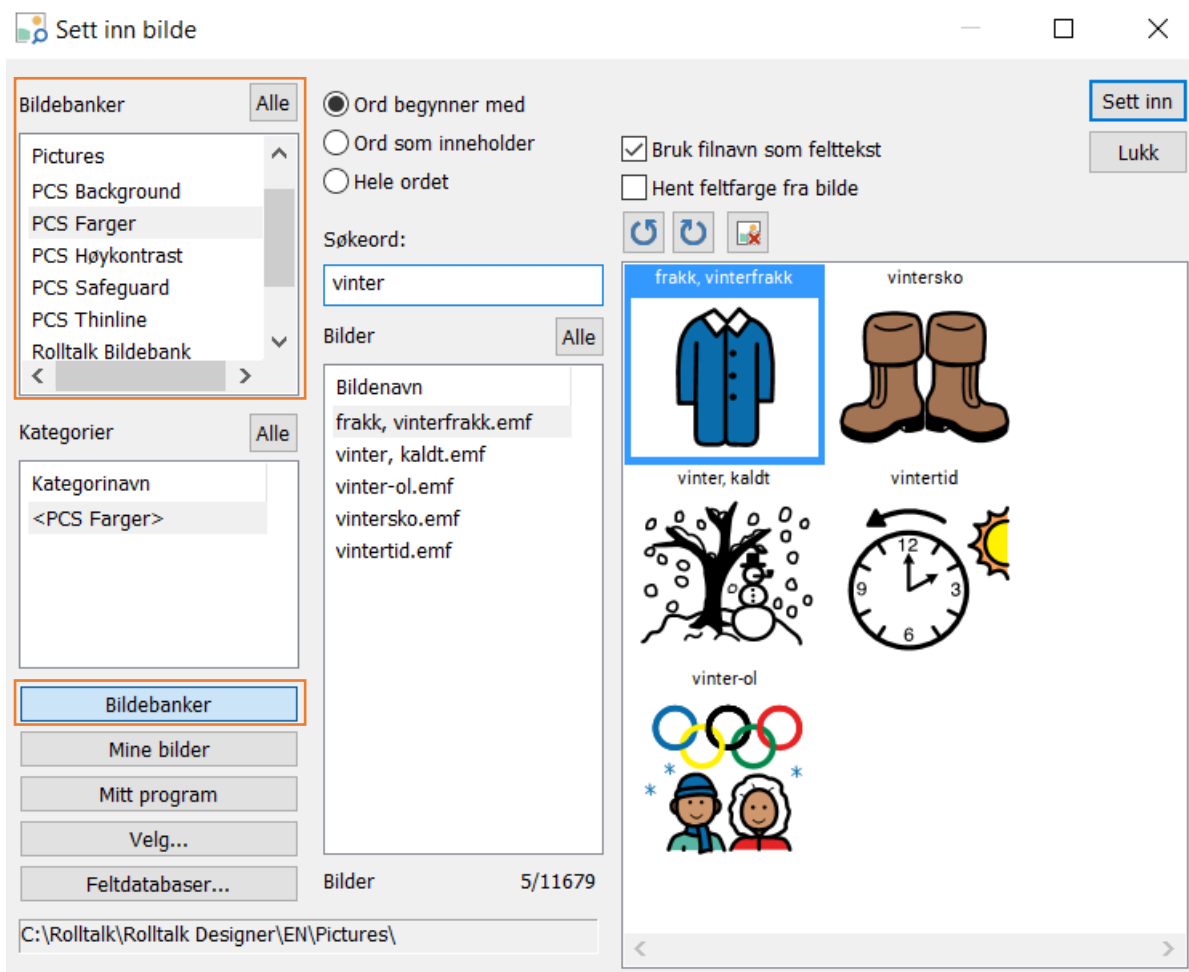 Sett inn bilde
Bildebanker
Alle
Pictures
PCS Background
PCS Farger
PCS Høykontrast
PCS Safeguard
PCS Thinline
Rolltalk Bildebank
Kategorier
Alle
Kategorinavn
<PCS Farger>
Bildebanker
Mine bilder
Mitt program
Velg...
Feltdatabaser...
C:\Rolltalk\Rolltalk Designer\EN\Pictures\
Ord begynner med
Ord som inneholder
Hele ordet
Søkeord:
vinter
Bilder
Alle
Bildenavn
frakk, vinterfrakk.emf
vinter, kaldt.emf
vinter-ol.emf
vintersko.emf
vintertid.emf
Bilder 5/11679
Bruk filnavn som felttekst
Hent feltfarge fra bilde
Sett inn
Lukk
frakk, vinterfrakk
vintersko
vinter, kaldt
vintertid
12
9 3
6
vinter-ol